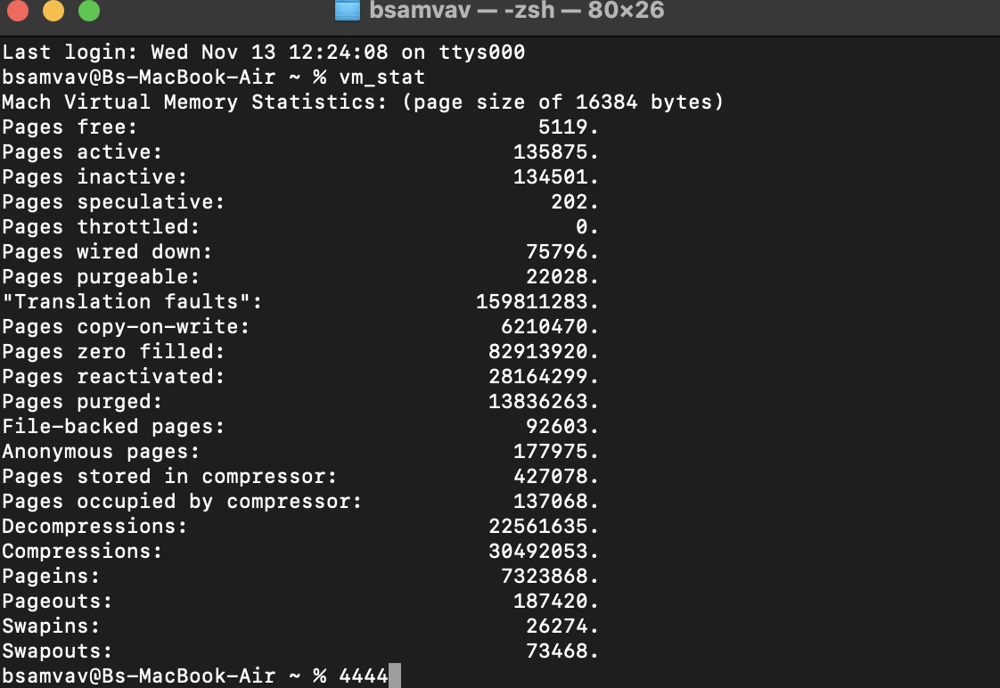 bsamvav — -zsh — 80×26
Last login: Wed Nov 13 12:24:08 on ttys000
bsamvav@Bs-MacBook-Air ~ % vm_stat
Mach Virtual Memory Statistics: (page size of 16384 bytes)
Pages free: 5119.
Pages active: 135875.
Pages inactive: 134501.
Pages speculative: 202.
Pages throttled: 0.
Pages wired down: 75796.
Pages purgeable: 22028.
"Translation faults": 159811283.
Pages copy-on-write: 6210470.
Pages zero filled: 82913920.
Pages reactivated: 28164299.
Pages purged: 13836263.
File-backed pages: 92603.
Anonymous pages: 177975.
Pages stored in compressor: 427078.
Pages occupied by compressor: 137068.
Decompressions: 22561635.
Compressions: 30492053.
Pageins: 7323868.
Pageouts: 187420.
Swapins: 26274.
Swapouts: 73468.
bsamvav@Bs-MacBook-Air ~ % 4444